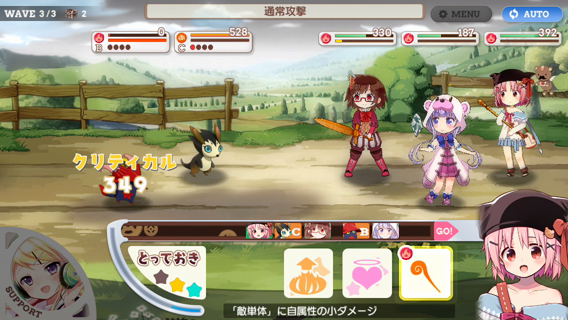 WAVE 3/3 2
通常攻撃
MENU
AUTO
0
B
528
C
330
187
392
クリティカル
349
C
B
GO!
とっておき
SUPPORT
「敵単体」に自属性の小ダメージ